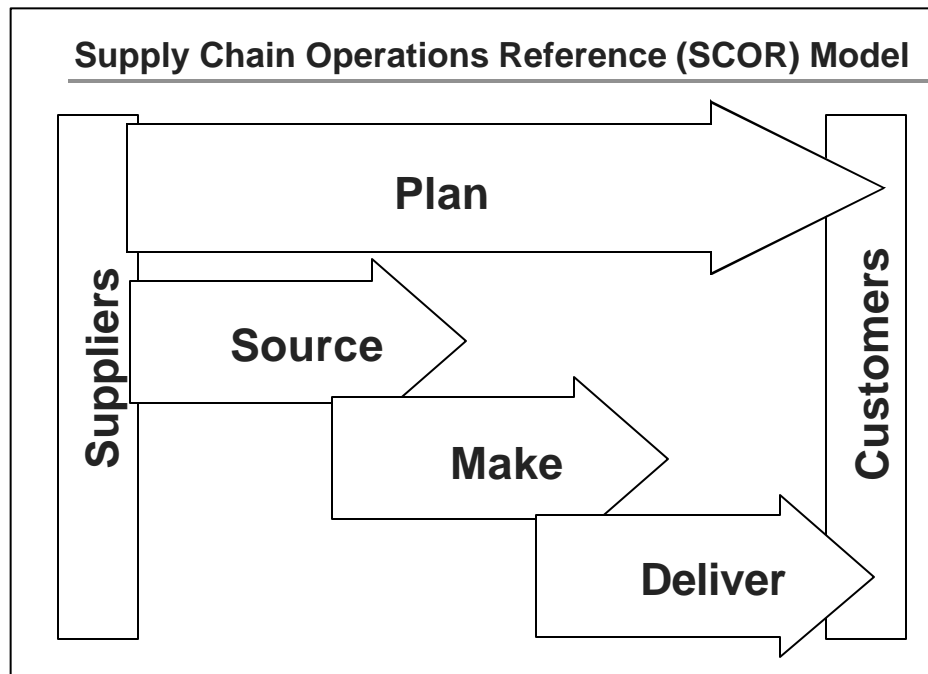 Supply Chain Operations Reference (SCOR) Model
Plan
Suppliers
Source
Make
Deliver
Customers